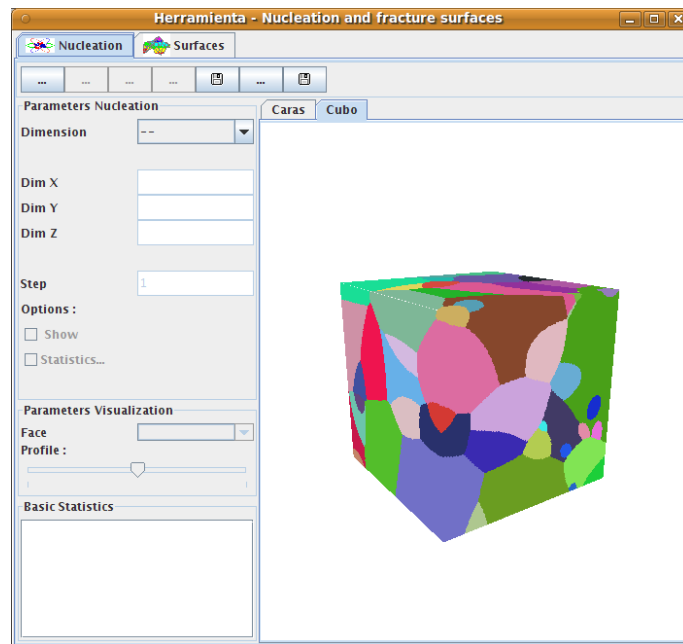 Herramienta - Nucleation and fracture surfaces
Nucleation Surfaces
... ... ... ... ...
Parameters Nucleation
Caras Cubo
Dimension --
Dim X
Dim Y
Dim Z
Step 1
Options :
Show
Statistics...
Parameters Visualization
Face
Profile :
Basic Statistics